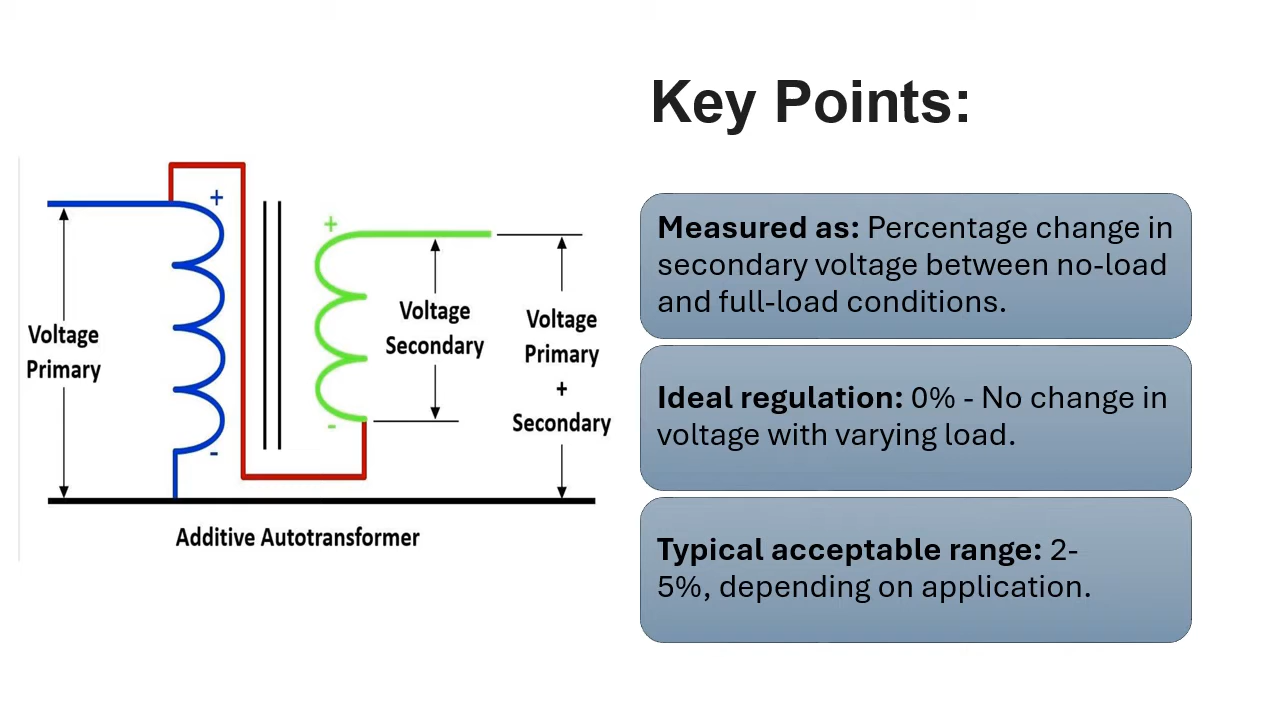 Key Points:
+
+
Voltage
Primary
Voltage
Secondary
Voltage
Primary
+
Secondary
-
-
Additive Autotransformer
Measured as: Percentage change in
secondary voltage between no-load
and full-load conditions.
Ideal regulation: 0% - No change in
voltage with varying load.
Typical acceptable range: 2-
5%, depending on application.